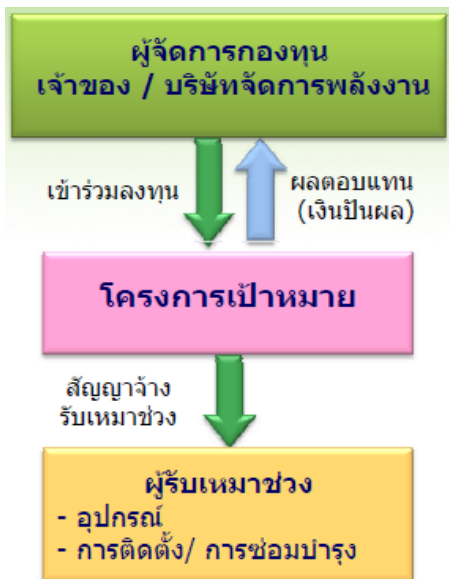 ผู้จัดการกองทุน
เจ้าของ / บริษัทจัดการพลังงาน
เข้าร่วมลงทุน
ผลตอบแทน
(เงินปันผล)
โครงการเป้าหมาย
สัญญาจ้าง
รับเหมาช่วง
ผู้รับเหมาช่วง
- อุปกรณ์
- การติดตั้ง/ การซ่อมบำรุง